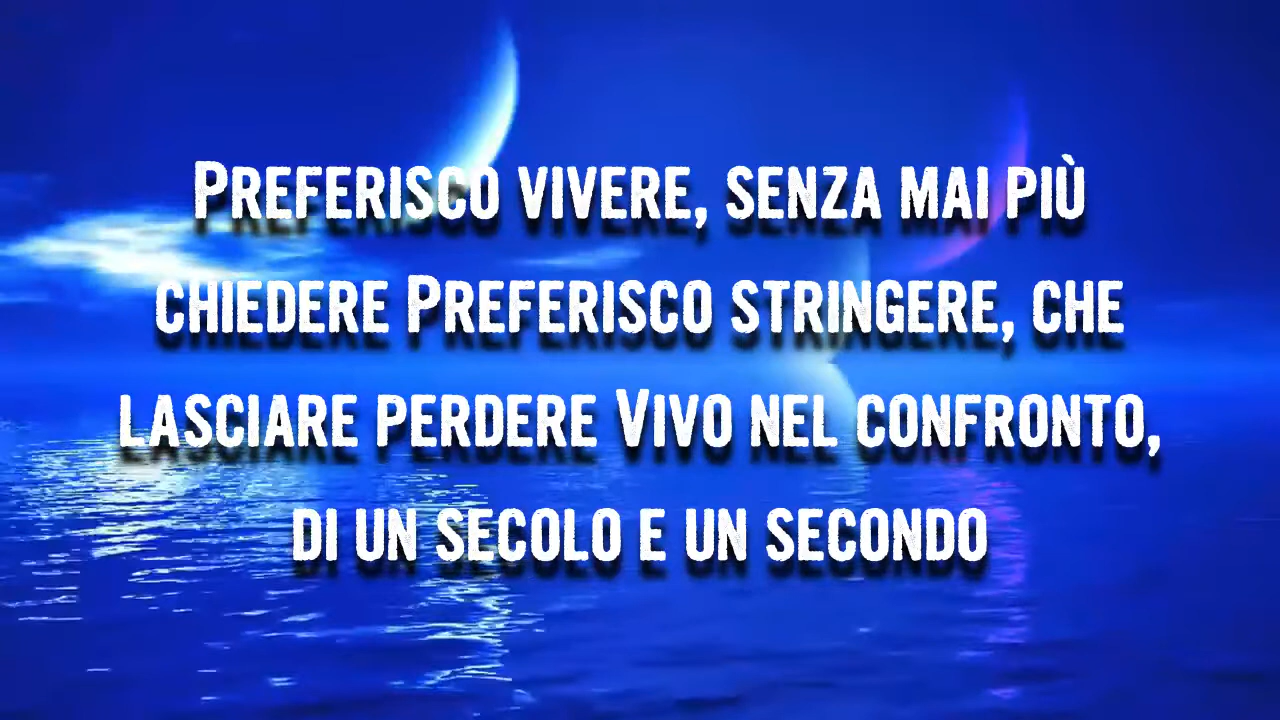 Preferisco vivere, senza mai più
chiedere Preferisco stringere, che
lasciare perdere Vivo nel confronto,
di un secolo e un secondo